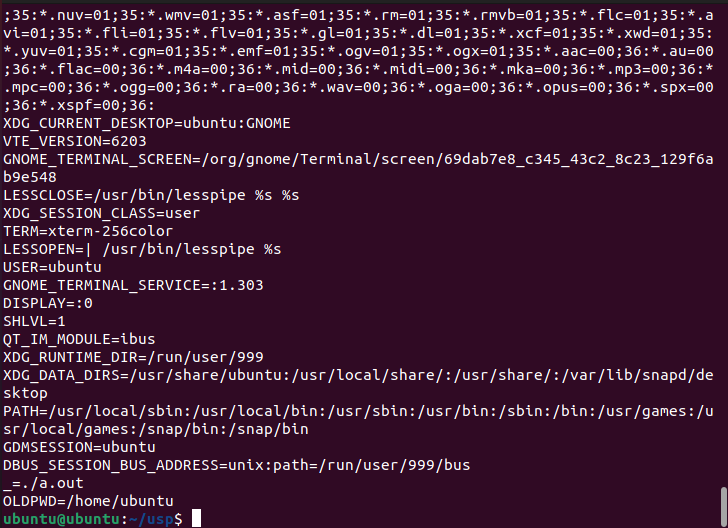 ;35:*.nuv=01;35:*.wmv=01;35:*.asf=01;35:*.rm=01;35:*.rmvb=01;35:*.flc=01;35:*.a
vi=01;35:*.fli=01;35:*.flv=01;35:*.gl=01;35:*.dl=01;35:*.xcf=01;35:*.xwd=01;35:
*.yuv=01;35:*.cgm=01;35:*.emf=01;35:*.ogv=01;35:*.ogx=01;35:*.aac=00;36:*.au=00
;36:*.flac=00;36:*.m4a=00;36:*.mid=00;36:*.midi=00;36:*.mka=00;36:*.mp3=00;36:*
.mpc=00;36:*.ogg=00;36:*.ra=00;36:*.wav=00;36:*.oga=00;36:*.opus=00;36:*.spx=00
;36:*.xspf=00;36:
XDG_CURRENT_DESKTOP=ubuntu:GNOME
VTE_VERSION=6203
GNOME_TERMINAL_SCREEN=/org/gnome/Terminal/screen/69dab7e8_c345_43c2_8c23_129f6a
b9e548
LESSCLOSE=/usr/bin/lesspipe %s %s
XDG_SESSION_CLASS=user
TERM=xterm-256color
LESSOPEN=| /usr/bin/lesspipe %s
USER=ubuntu
GNOME_TERMINAL_SERVICE=:1.303
DISPLAY=:0
SHLVL=1
QT_IM_MODULE=ibus
XDG_RUNTIME_DIR=/run/user/999
XDG_DATA_DIRS=/usr/share/ubuntu:/usr/local/share/:/usr/share/:/var/lib/snapd/de
sktop
PATH=/usr/local/sbin:/usr/local/bin:/usr/sbin:/usr/bin:/sbin:/bin:/usr/games:/u
sr/local/games:/snap/bin:/snap/bin
GDMSESSION=ubuntu
DBUS_SESSION_BUS_ADDRESS=unix:path=/run/user/999/bus
_=./a.out
OLDPWD=/home/ubuntu
ubuntu@ubuntu:~/usp$